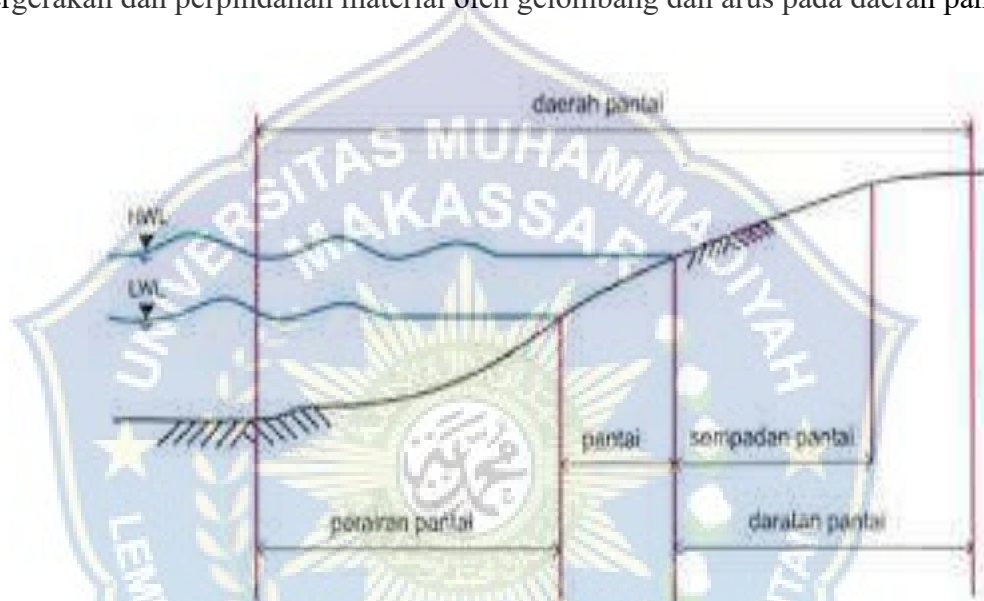 pergerakan dan perpindahan material oleh gelombang dan arus pada daerah
daerah pantai
UNIVERSITAS MUHAMMADIYAH
MAKASSAR
HWL
LWL
pantai
sempadan pantai
perairan pantai
daratan pantai
LEM